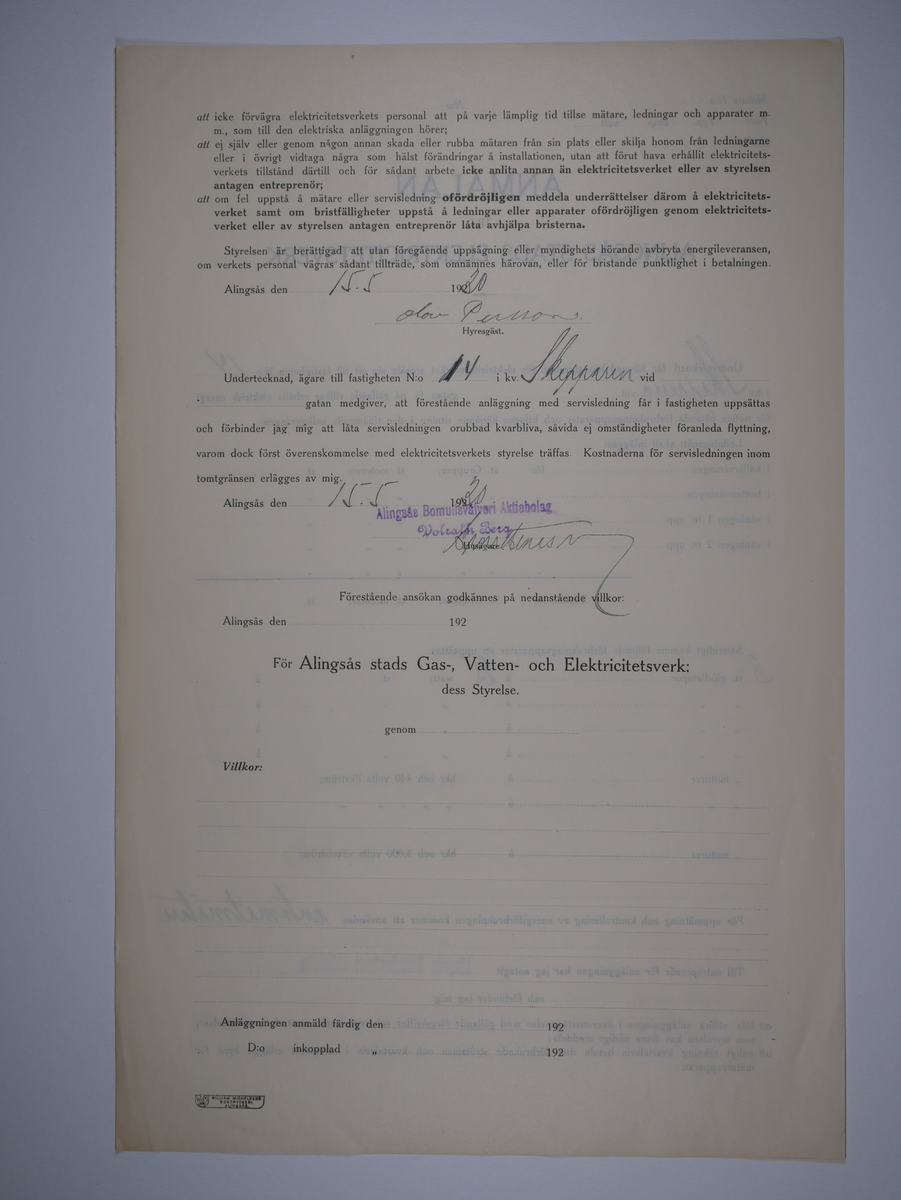 att icke förvägra elektricitetsverkets personal att på varje lämplig tid tillse mätare, ledningar och apparater m.
m., som till den elektriska anläggningen hörer;
att ej själv eller genom någon annan skada eller rubba mätaren från sin plats eller skilja honom från ledningarne
eller i övrigt vidtaga några som hälst förändringar å installationen, utan att förut hava erhållit elektricitets-
verkets tillstånd därtill och för sådant arbete icke anlita annan än elektricitetsverket eller av styrelsen
antagen entreprenör;
att om fel uppstå å mätare eller servisledning ofördröjligen meddela underrättelser därom å elektricitets-
verket samt om bristfälligheter uppstå å ledningar eller apparater ofördröjligen genom elektricitets-
verket eller av styrelsen antagen entreprenör låta avhjälpa bristerna.
Styrelsen är berättigad att utan föregående uppsägning eller myndighets hörande avbryta energileveransen,
om verkets personal vägras sådant tillträde, som omnämnes härovan, eller för bristande punktlighet i betalningen.
Alingsås den 15.5 1920
Olov Persson.
Hyresgäst.
Undertecknad, ägare till fastigheten N:o 14 i kv. Skepparen vid
gatan medgiver, att förestående anläggning med servisledning får i fastigheten uppsättas
och förbinder jag mig att låta servisledningen orubbad kvarbliva, såvida ej omständigheter föranleda flyttning,
varom dock först överenskommelse med elektricitetsverkets styrelse träffas. Kostnaderna för servisledningen inom
tomtgränsen erlägges av mig.
Alingsås den 15.5 1920
Alingsås Bomullsväfveri Aktiebolag
Volrath Berg
Förestående ansökan godkännes på nedanstående villkor:
Alingsås den 192
För Alingsås stads Gas-, Vatten- och Elektricitetsverk:
dess Styrelse.
genom
Villkor:
Anläggningen anmäld färdig den 192
D:o inkopplad „ 192